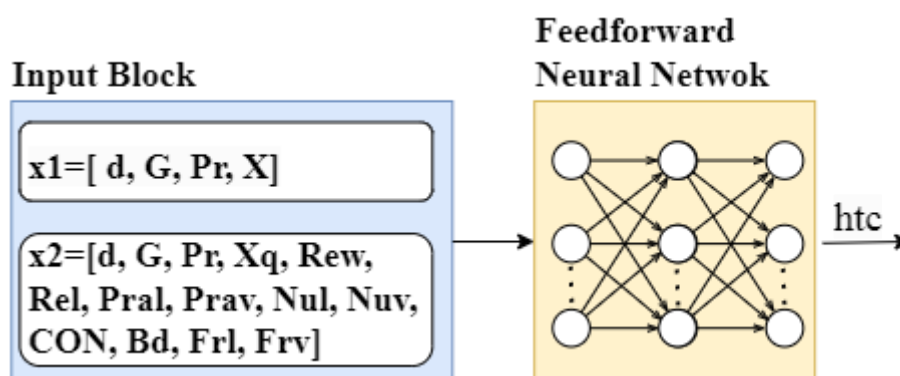 Input Block
x1=[ d, G, Pr, X]
x2=[d, G, Pr, Xq, Rew,
Rel, Pral, Prav, Nul, Nuv,
CON, Bd, Frl, Frv]
Feedforward
Neural Netwok
htc